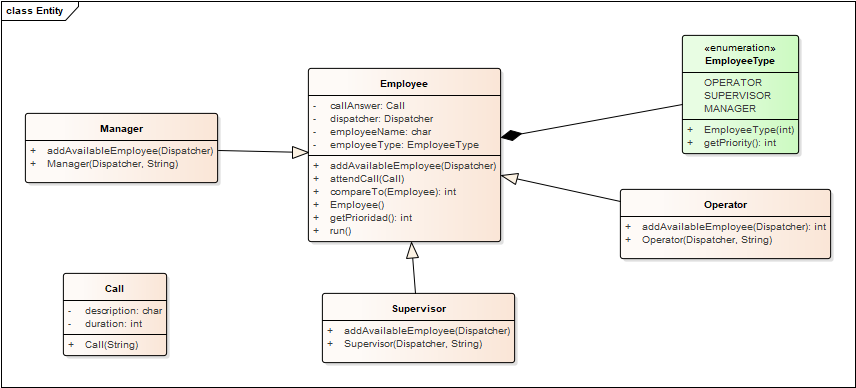 class Entity
«enumeration»
EmployeeType
OPERATOR
SUPERVISOR
MANAGER
+ EmployeeType(int)
+ getPriority(): int
Employee
- callAnswer: Call
- dispatcher: Dispatcher
- employeeName: char
- employeeType: EmployeeType
+ addAvailableEmployee(Dispatcher)
+ attendCall(Call)
+ compareTo(Employee): int
+ Employee()
+ getPrioridad(): int
+ run()
Manager
+ addAvailableEmployee(Dispatcher)
+ Manager(Dispatcher, String)
Operator
+ addAvailableEmployee(Dispatcher): int
+ Operator(Dispatcher, String)
Call
- description: char
- duration: int
+ Call(String)
Supervisor
+ addAvailableEmployee(Dispatcher)
+ Supervisor(Dispatcher, String)